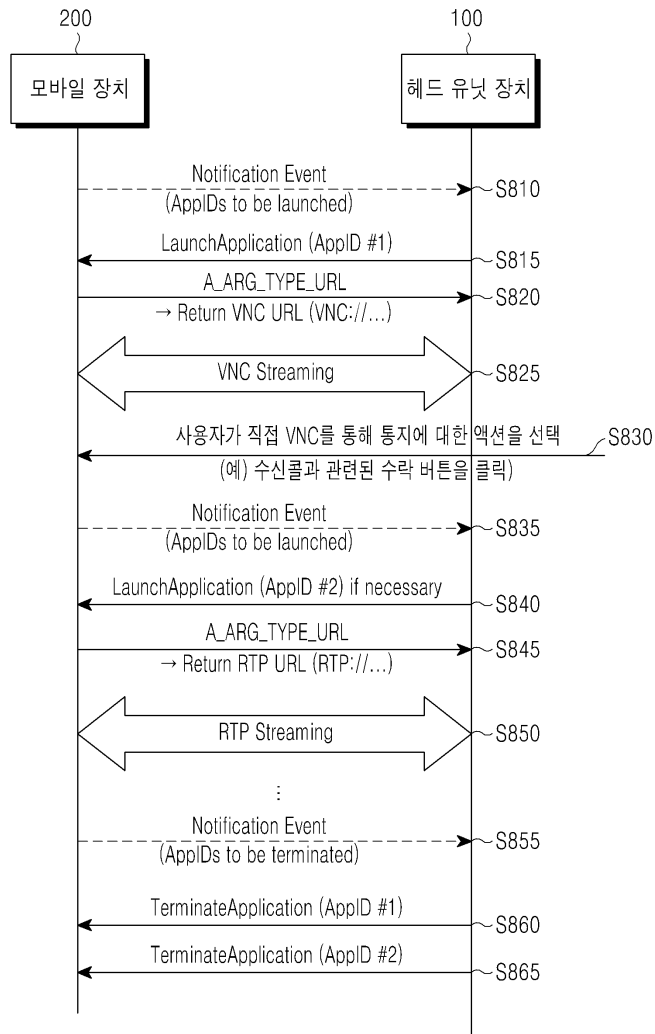 200
100
모바일 장치
헤드 유닛 장치
Notification Event
(AppIDs to be launched)
S810
LaunchApplication (AppID #1)
S815
A_ARG_TYPE_URL
→ Return VNC URL (VNC://...)
S820
VNC Streaming
S825
사용자가 직접 VNC를 통해 통지에 대한 액션을 선택
(예) 수신콜과 관련된 수락 버튼을 클릭)
S830
Notification Event
(AppIDs to be launched)
S835
LaunchApplication (AppID #2) if necessary
S840
A_ARG_TYPE_URL
→ Return RTP URL (RTP://...)
S845
RTP Streaming
S850
⋮
Notification Event
(AppIDs to be terminated)
S855
TerminateApplication (AppID #1)
S860
TerminateApplication (AppID #2)
S865